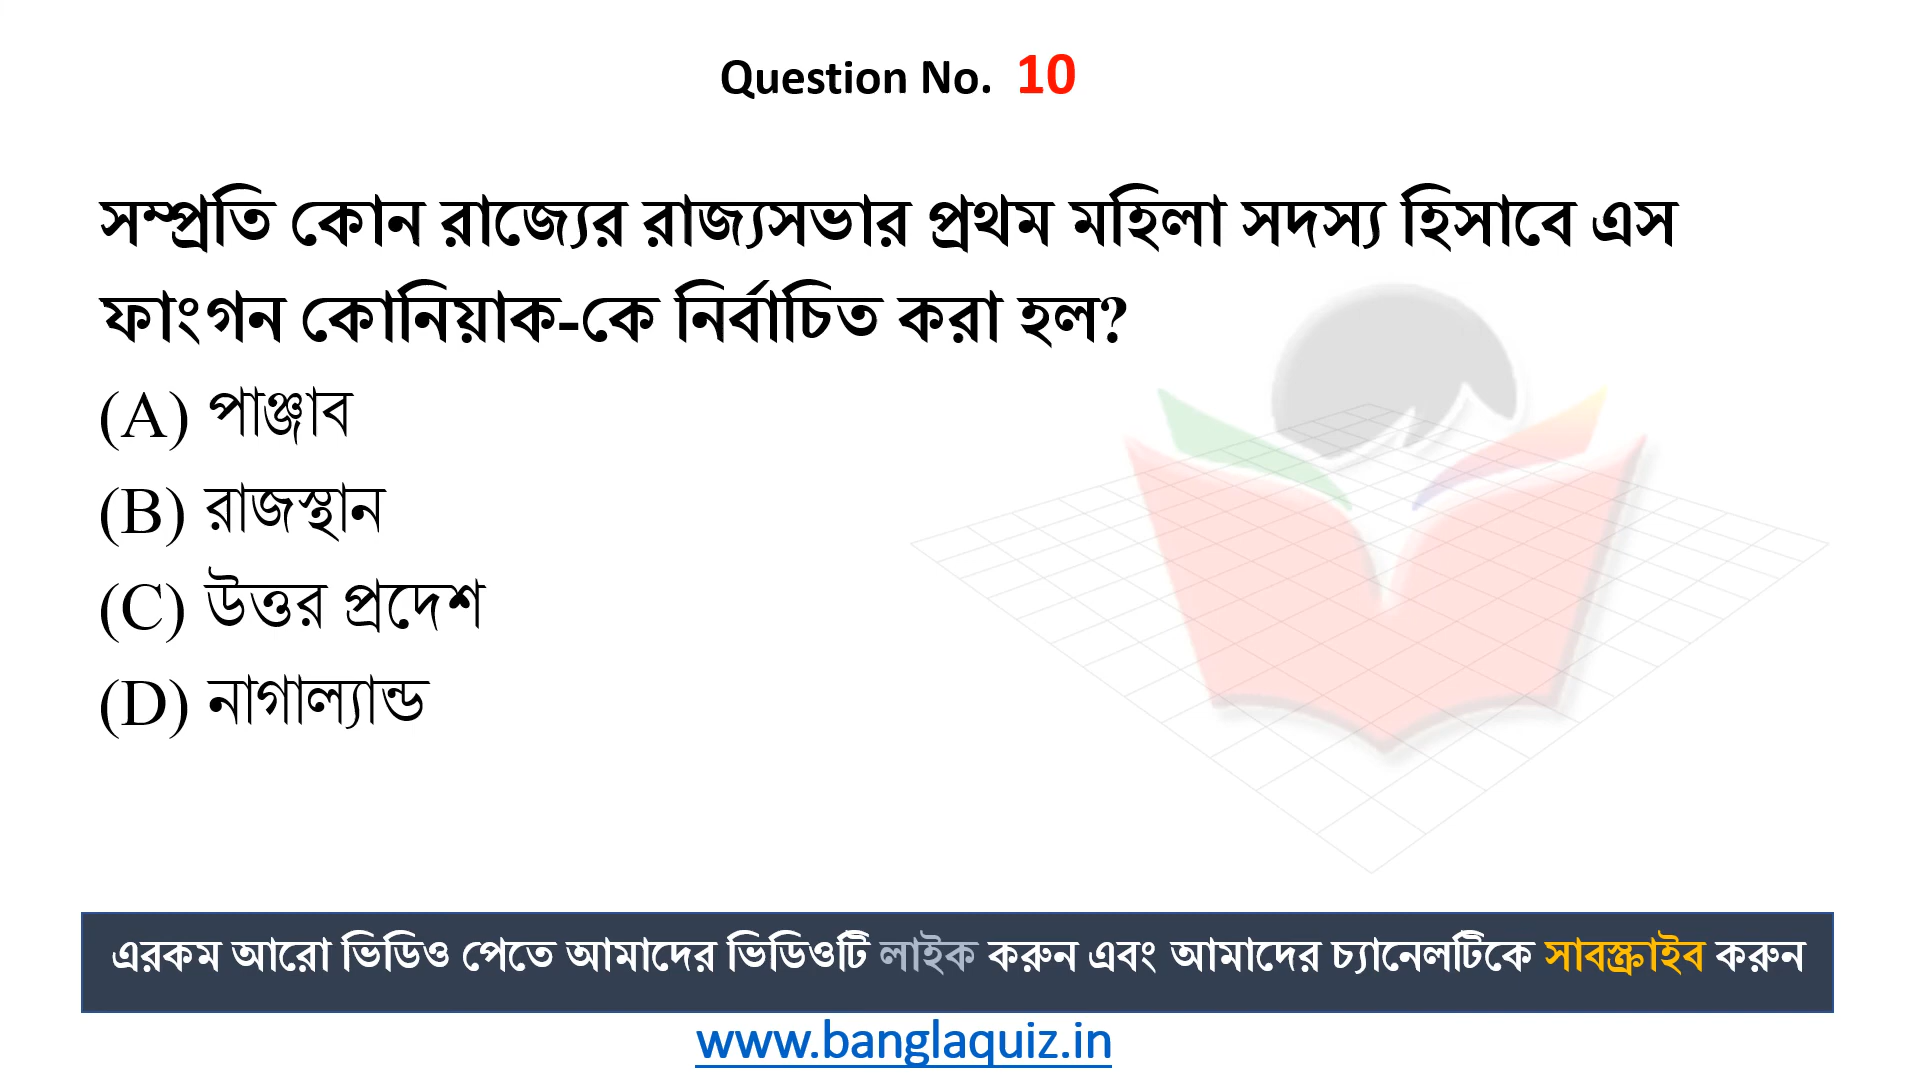 Question No. 10
সম্প্রতি কোন রাজ্যের রাজ্যসভার প্রথম মহিলা সদস্য হিসাবে এস
ফাংগন কোনিয়াক-কে নির্বাচিত করা হল?
(A) পাঞ্জাব
(B) রাজস্থান
(C) উত্তর প্রদেশ
(D) নাগাল্যান্ড
এরকম আরো ভিডিও পেতে আমাদের ভিডিওটি লাইক করুন এবং আমাদের চ্যানেলটিকে সাবস্ক্রাইব করুন
www.banglaquiz.in